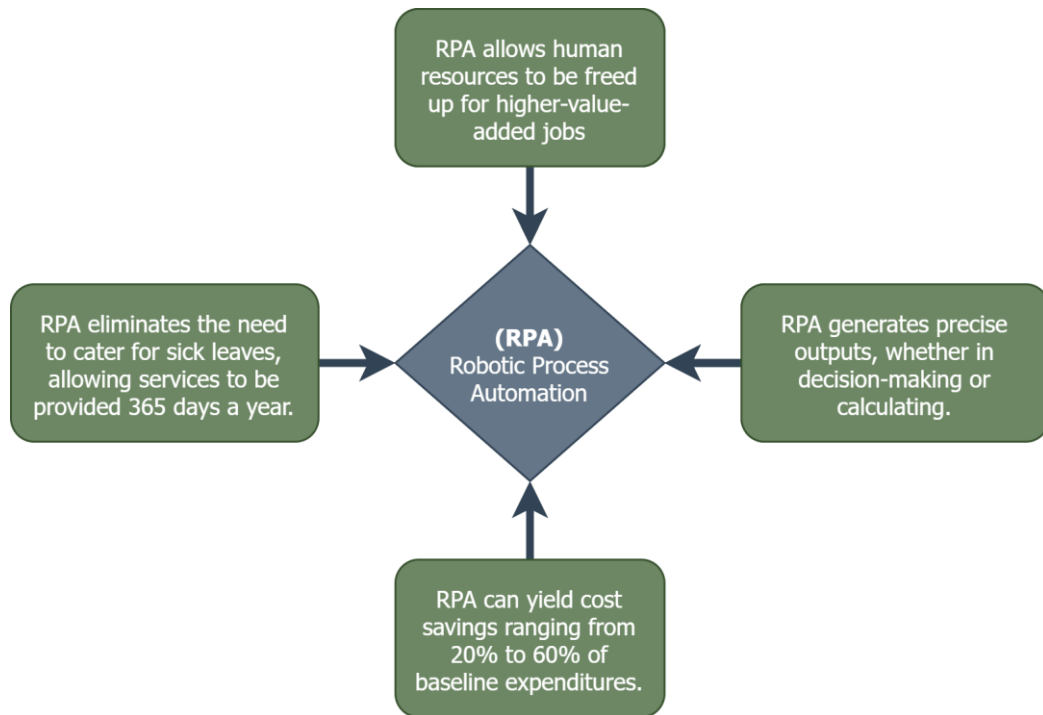 RPA allows human
resources to be freed
up for higher-value-
added jobs
RPA eliminates the need
to cater for sick leaves,
allowing services to be
provided 365 days a year.
(RPA)
Robotic Process
Automation
RPA generates precise
outputs, whether in
decision-making or
calculating.
RPA can yield cost
savings ranging from
20% to 60% of
baseline expenditures.